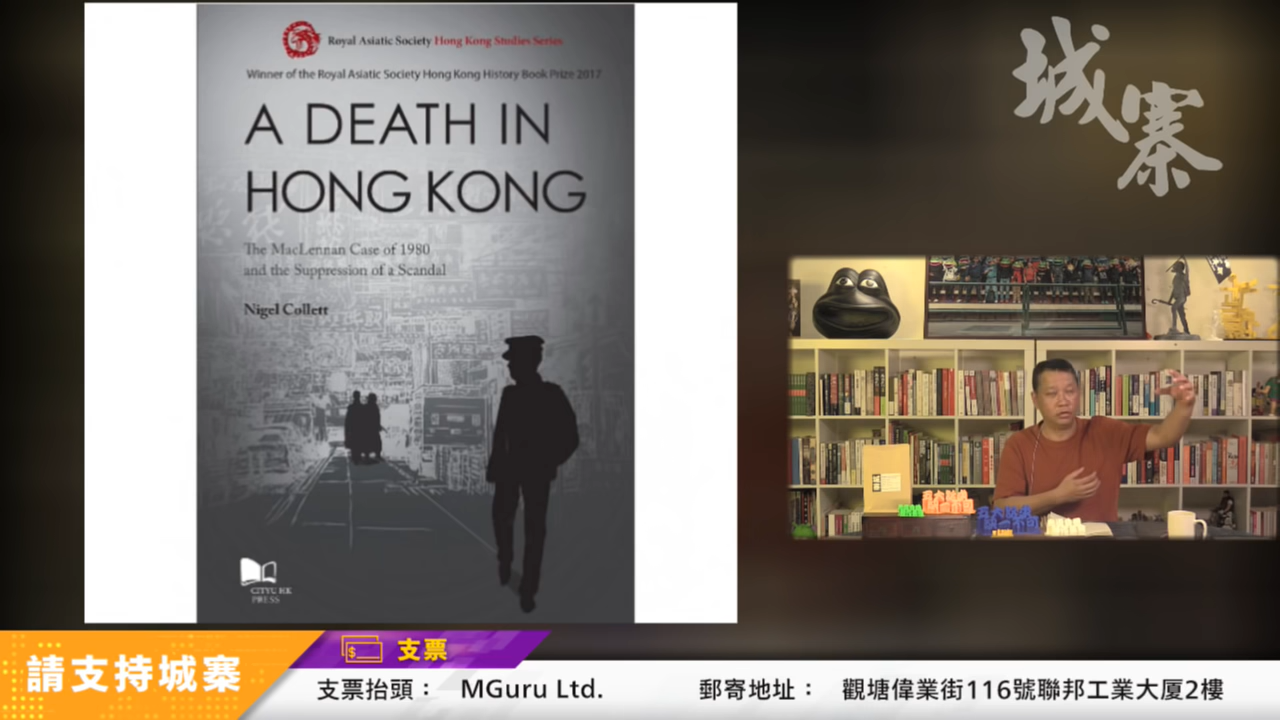 Royal Asiatic Society Hong Kong Studies Series
Winner of the Royal Asiatic Society Hong Kong History Book Prize 2017
A DEATH IN
HONG KONG
The MacLennan Case of 1980
and the Suppression of a Scandal
Nigel Collett
CITYU HK
PRESS
城寨
城寨
請支持城寨
$ 支票
支票抬頭： MGuru Ltd.
郵寄地址： 觀塘偉業街116號聯邦工業大厦2樓